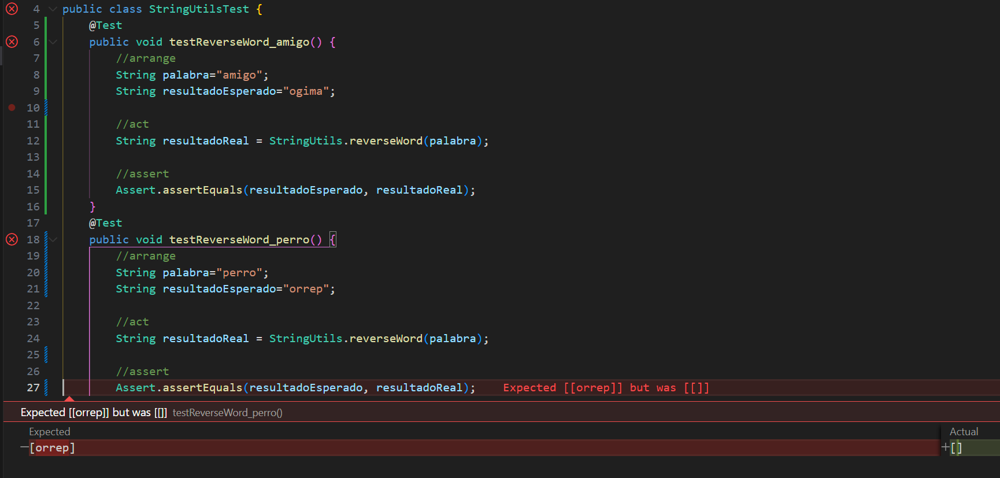 4 public class StringUtilsTest {
5 @Test
6 public void testReverseWord_amigo() {
7 //arrange
8 String palabra="amigo";
9 String resultadoEsperado="ogima";
10
11 //act
12 String resultadoReal = StringUtils.reverseWord(palabra);
13
14 //assert
15 Assert.assertEquals(resultadoEsperado, resultadoReal);
16 }
17 @Test
18 public void testReverseWord_perro() {
19 //arrange
20 String palabra="perro";
21 String resultadoEsperado="orrep";
22
23 //act
24 String resultadoReal = StringUtils.reverseWord(palabra);
25
26 //assert
27 Assert.assertEquals(resultadoEsperado, resultadoReal); Expected [[orrep]] but was [[]]
Expected [[orrep]] but was [[]] testReverseWord_perro()
Expected Actual
−[orrep] +[]